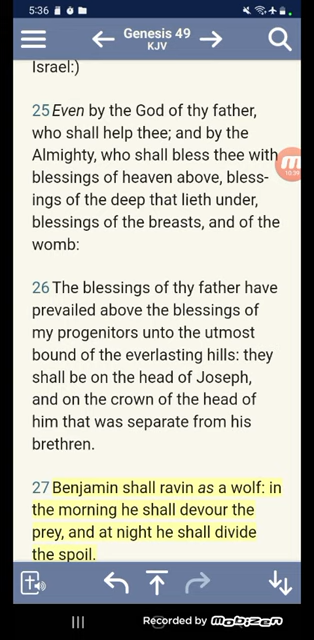 5:36
Genesis 49
KJV
Israel:)
25 Even by the God of thy father,
who shall help thee; and by the
Almighty, who shall bless thee with
blessings of heaven above, bless-
ings of the deep that lieth under,
blessings of the breasts, and of the
womb:
26 The blessings of thy father have
prevailed above the blessings of
my progenitors unto the utmost
bound of the everlasting hills: they
shall be on the head of Joseph,
and on the crown of the head of
him that was separate from his
brethren.
27 Benjamin shall ravin as a wolf: in
the morning he shall devour the
prey, and at night he shall divide
the spoil.
Recorded by mobizen